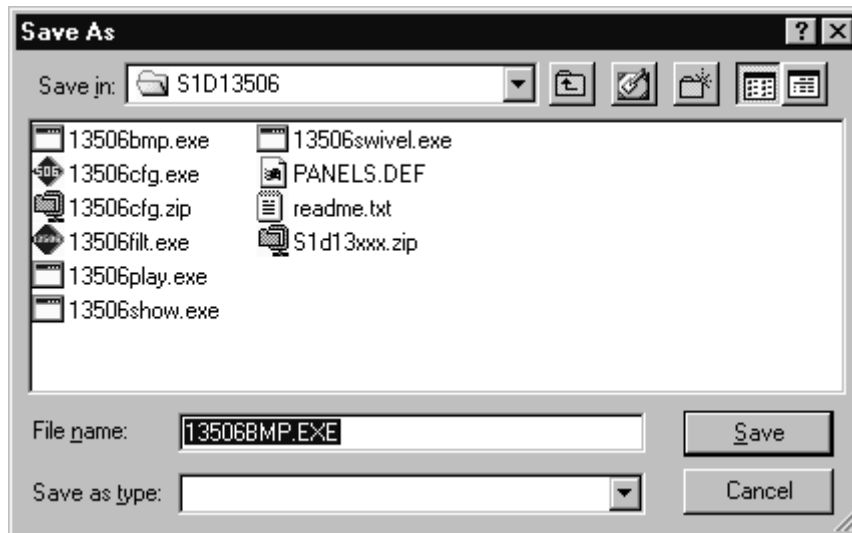 Save As
Save in: S1D13506
13506bmp.exe
13506cfg.exe
13506cfg.zip
13506filt.exe
13506play.exe
13506show.exe
13506swivel.exe
PANELS.DEF
readme.txt
S1d13xxx.zip
File name: 13506BMP.EXE
Save
Save as type:
Cancel